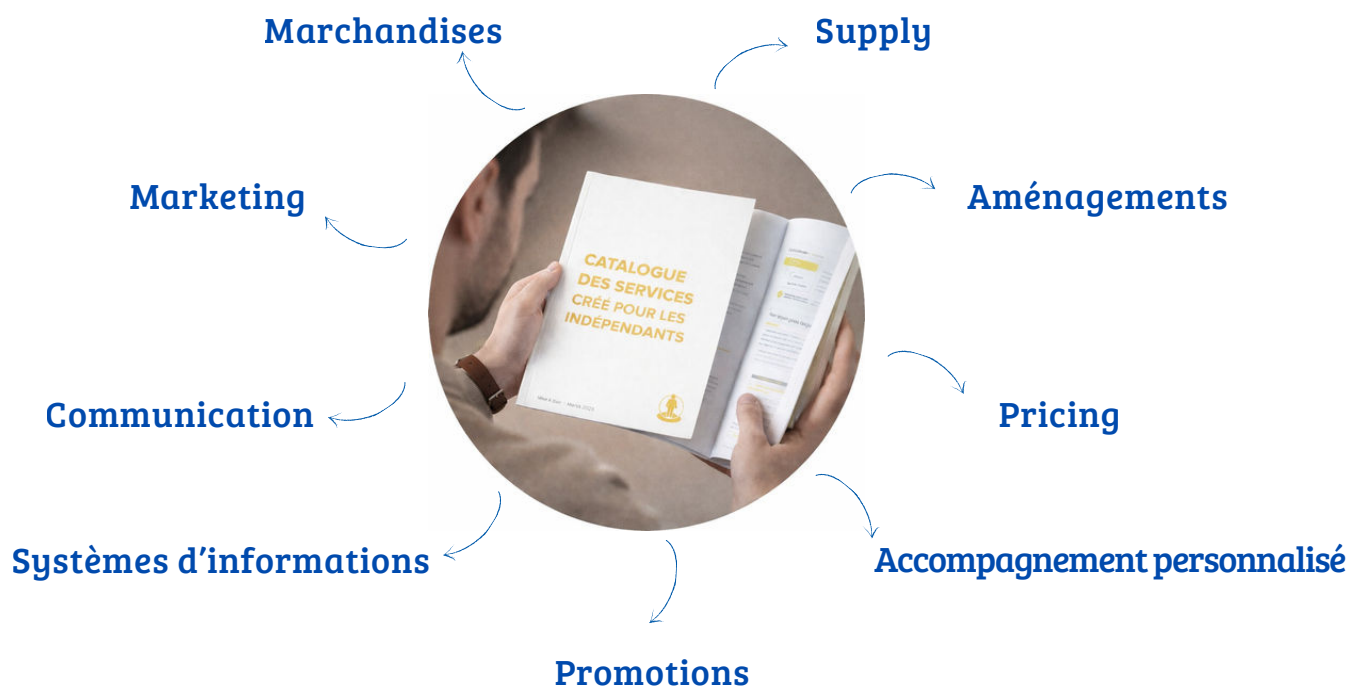 Marchandises
Supply
Marketing
Aménagements
CATALOGUE
DES SERVICES
CRÉÉ POUR LES
INDÉPENDANTS
Communication
Pricing
Systèmes d’informations
Accompagnement personnalisé
Promotions